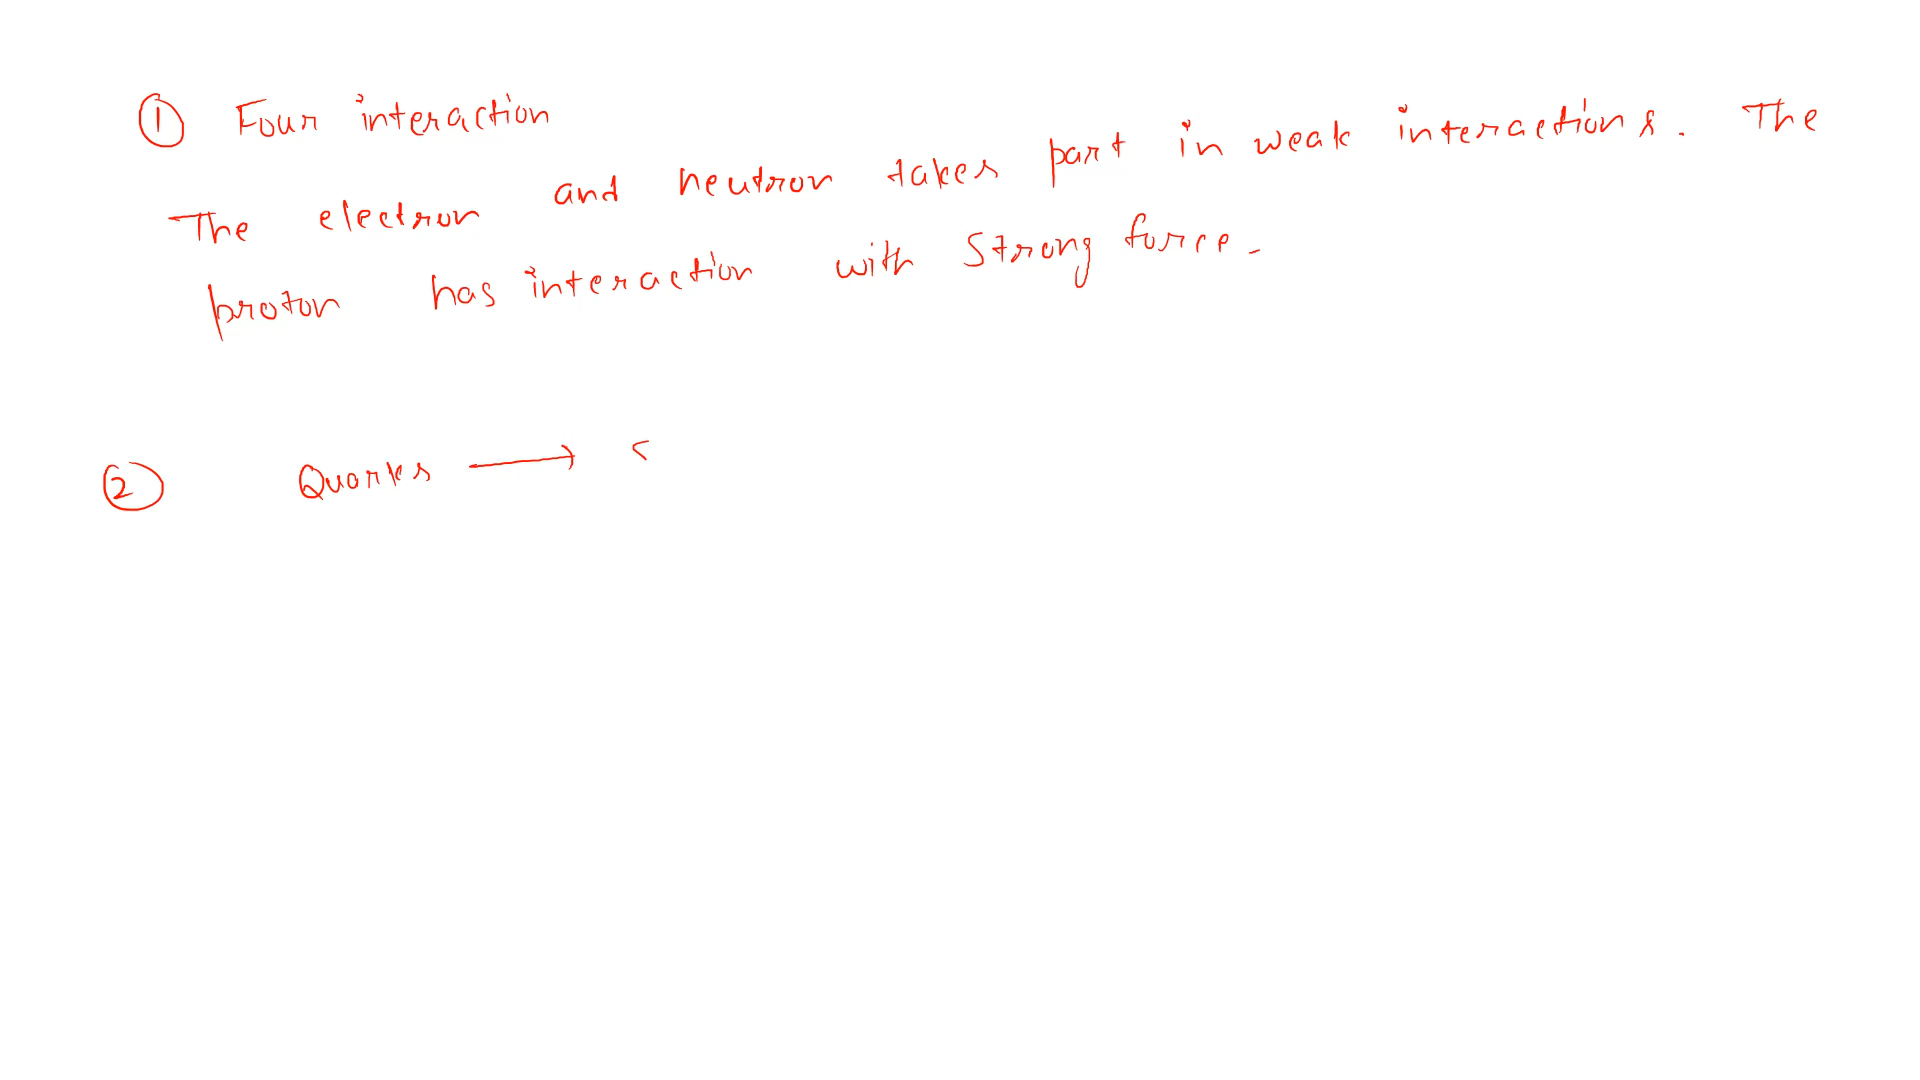 ① Four interaction
The electron and neutron takes part in weak interactions. The
proton has interaction with strong force.
② Quarks →